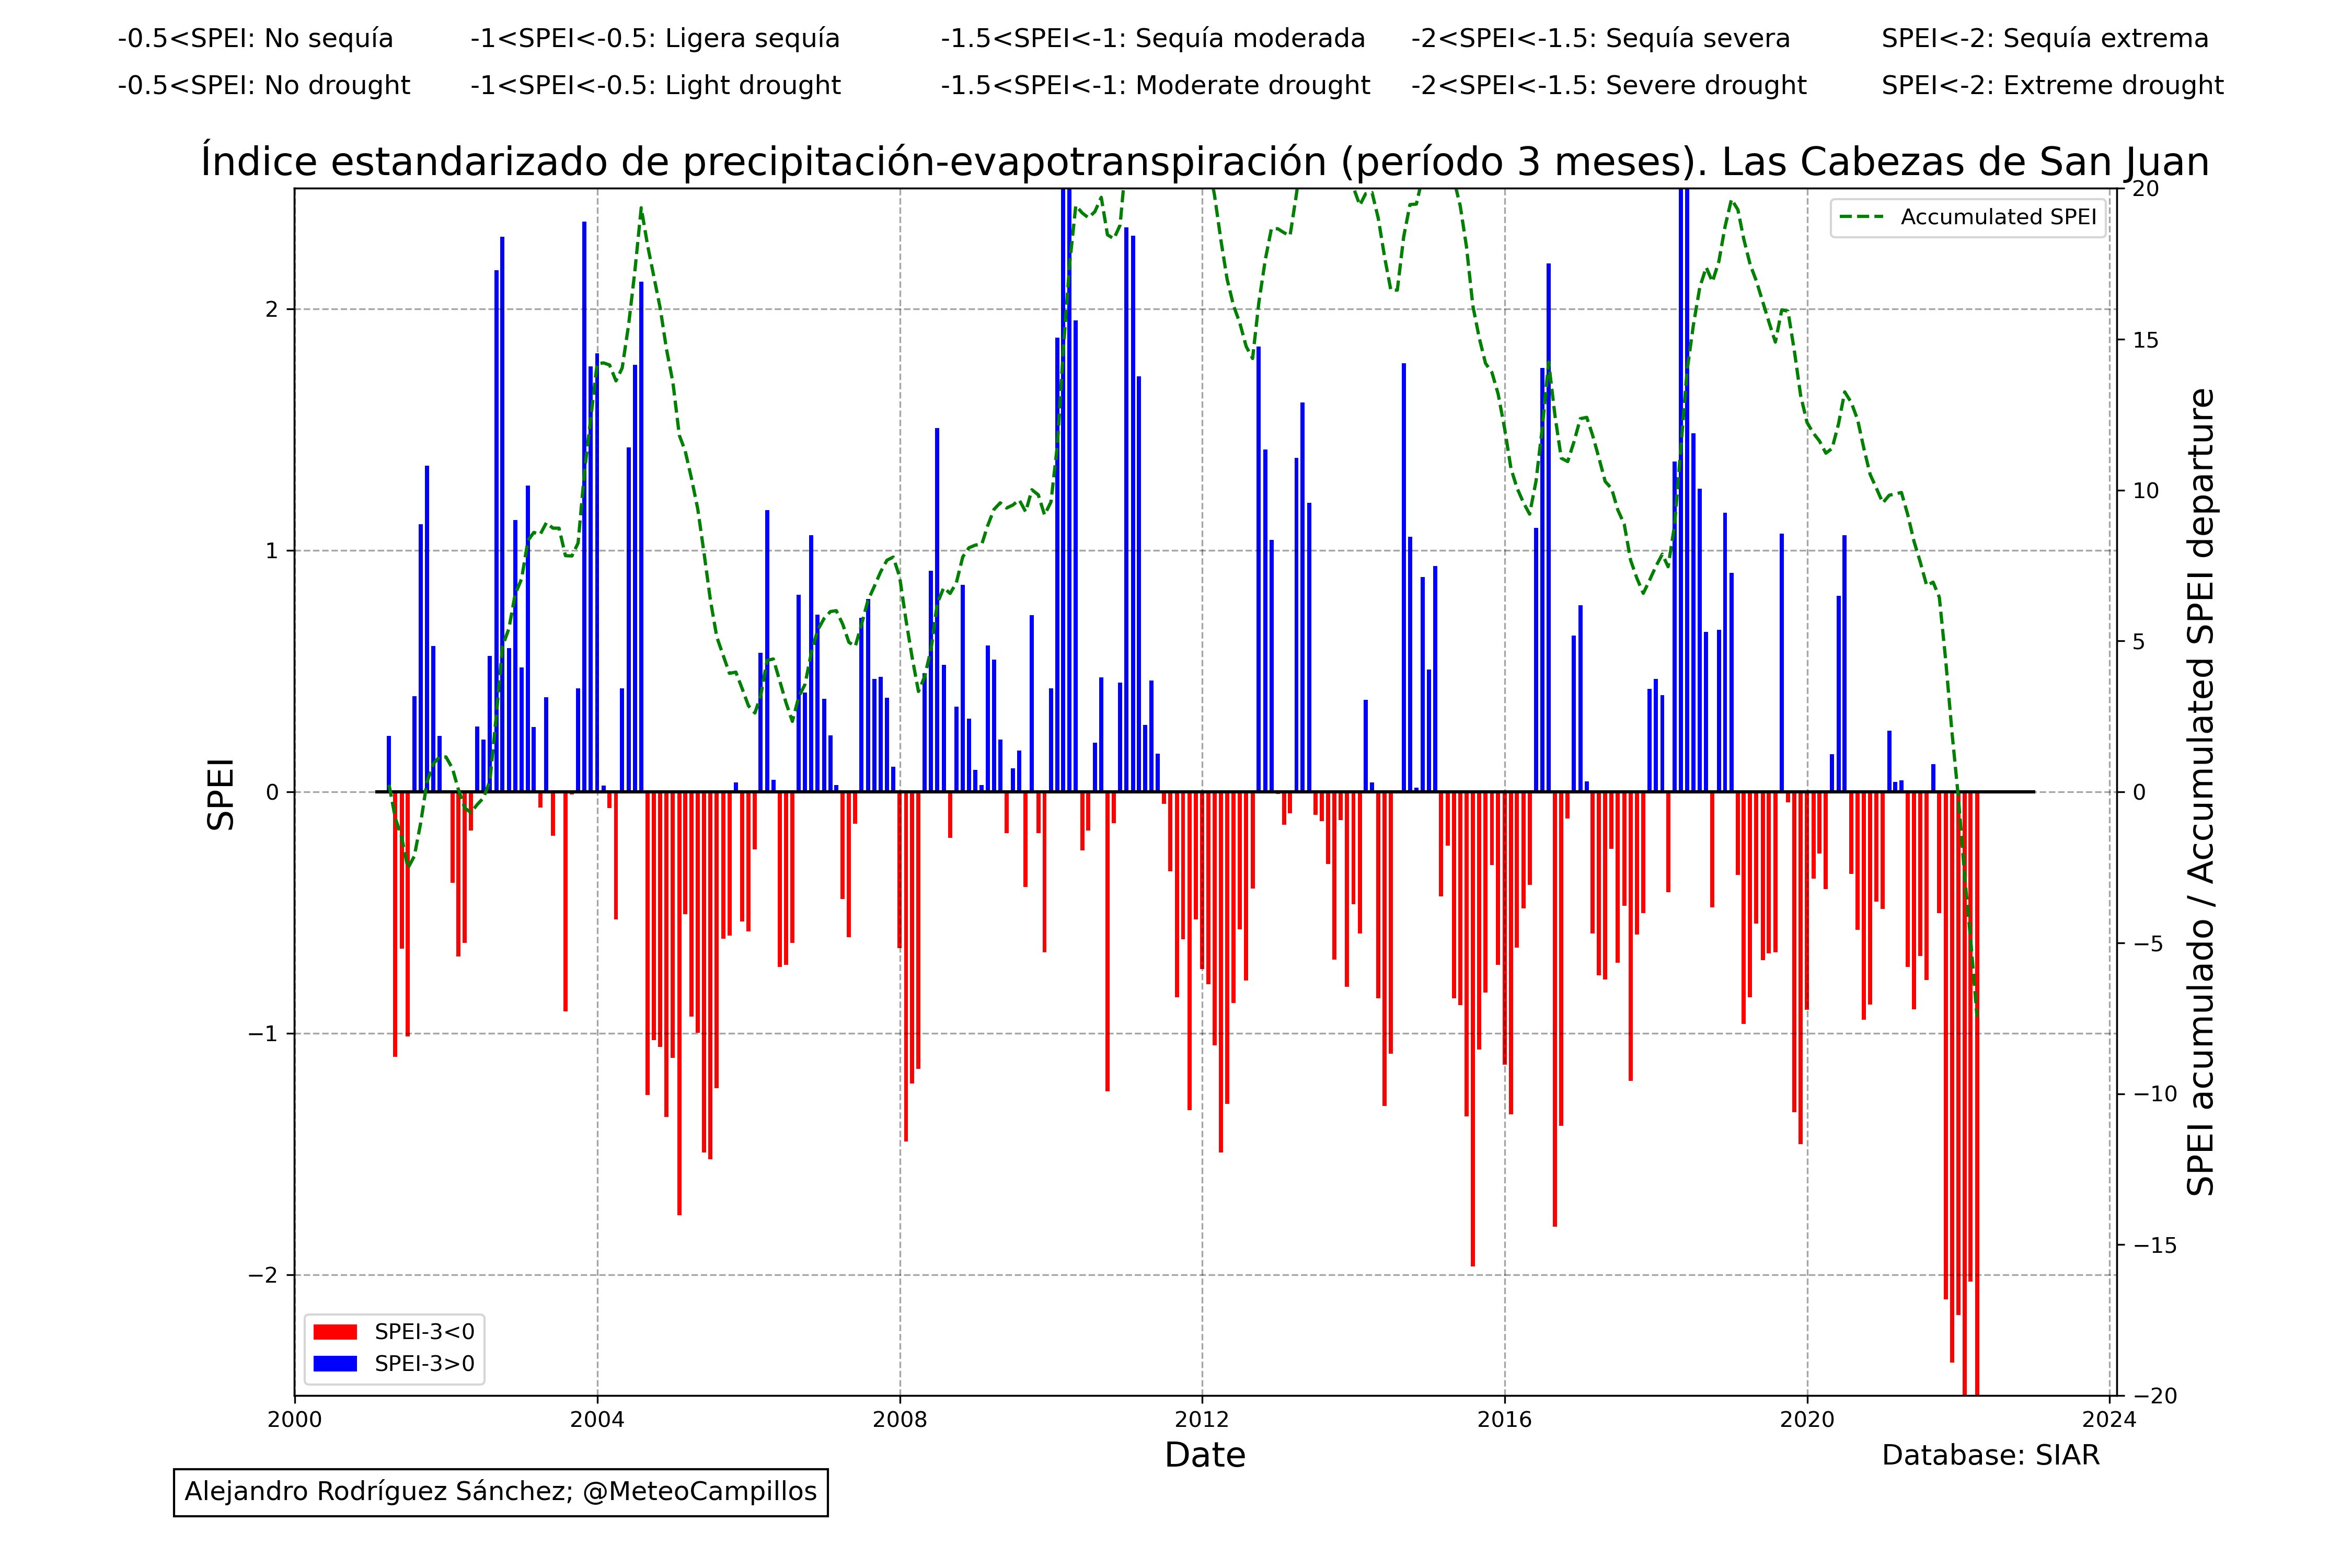 -0.5<SPEI: No sequía -1<SPEI<-0.5: Ligera sequía -1.5<SPEI<-1: Sequía moderada -2<SPEI<-1.5: Sequía severa SPEI<-2: Sequía extrema
-0.5<SPEI: No drought -1<SPEI<-0.5: Light drought -1.5<SPEI<-1: Moderate drought -2<SPEI<-1.5: Severe drought SPEI<-2: Extreme drought
Índice estandarizado de precipitación-evapotranspiración (período 3 meses). Las Cabezas de San Juan
Accumulated SPEI
SPEI
2
1
0
−1
−2
20
15
10
5
0
−5
−10
−15
−20
SPEI acumulado / Accumulated SPEI departure
SPEI-3<0
SPEI-3>0
2000 2004 2008 2012 2016 2020 2024
Date
Database: SIAR
Alejandro Rodríguez Sánchez; @MeteoCampillos